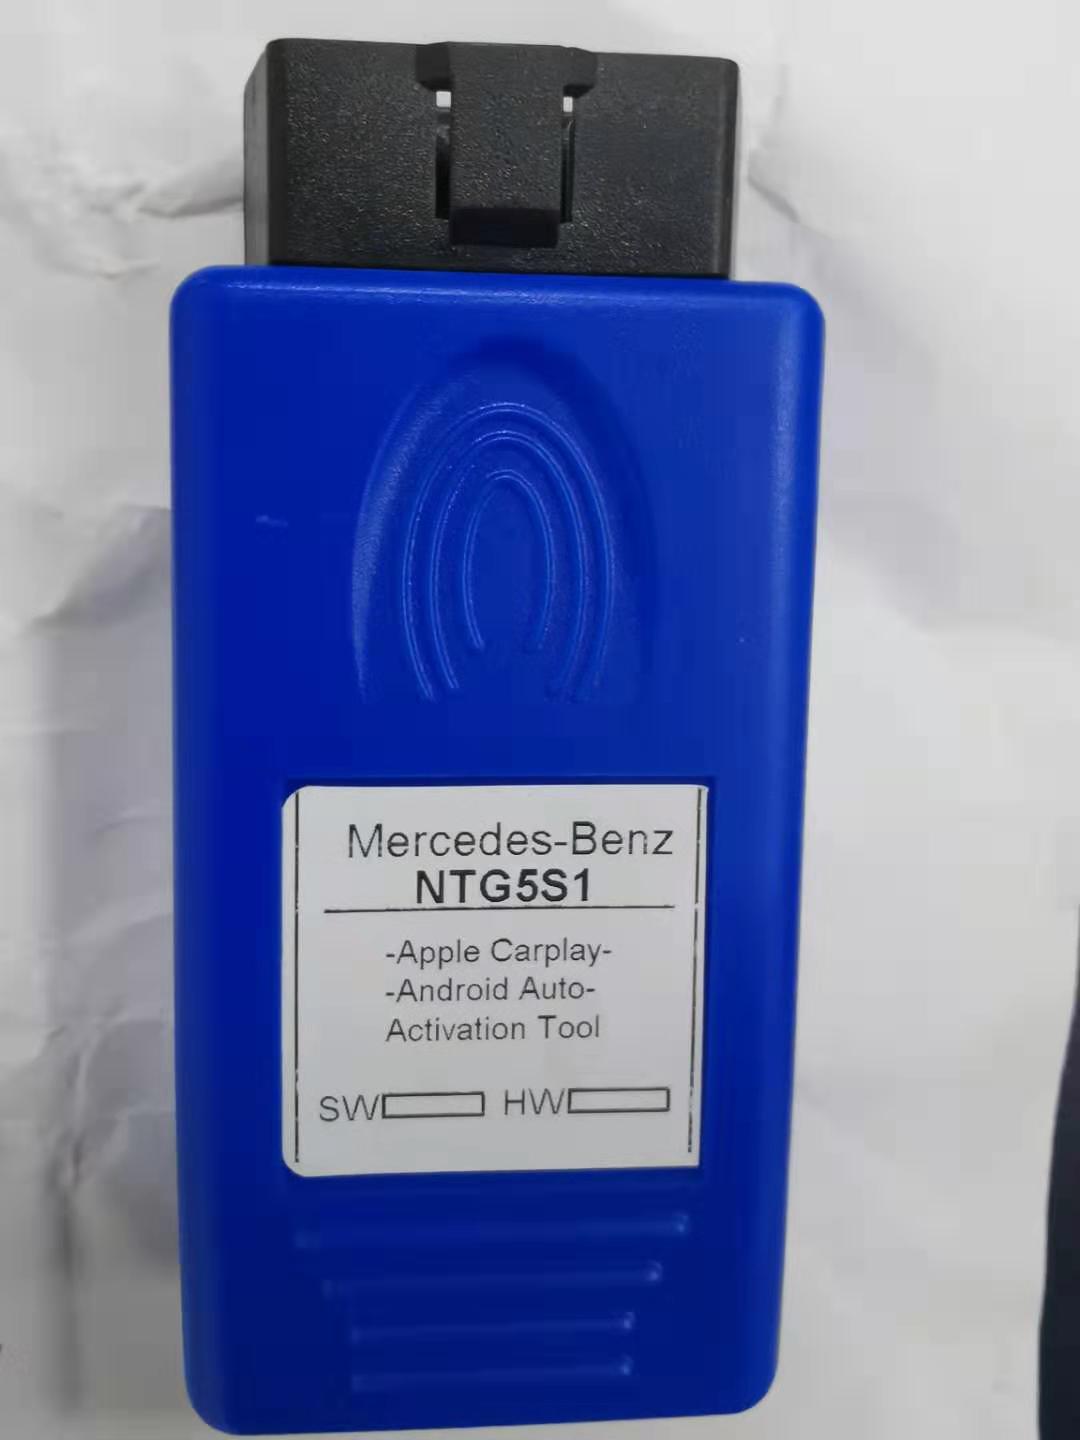 Mercedes-Benz
NTG5S1
-Apple Carplay-
-Android Auto-
Activation Tool
SW HW